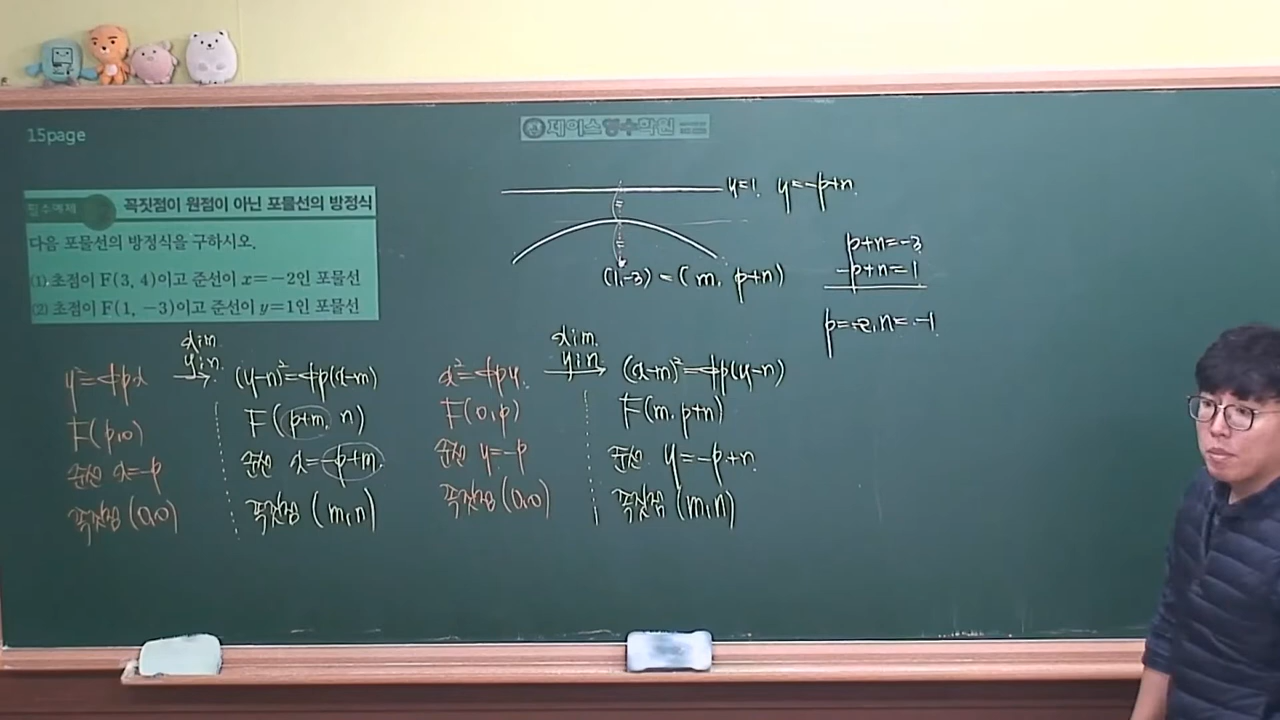 15page
제이스영수학원
필수예제 꼭짓점이 원점이 아닌 포물선의 방정식
다음 포물선의 방정식을 구하시오.
(1) 초점이 F(3, 4)이고 준선이 x=−2인 포물선
(2) 초점이 F(1, −3)이고 준선이 y=1인 포물선
y=1. y=-p+n.
(1,-3) = (m, p+n)
p+n=-3
-p+n=1
p=-2, n=-1
x:m
y:n
y²=4px
(y-n)²=4p(x-m)
F(p,0)
F(p+m, n)
준선 x=-p
준선 x=-p+m
꼭짓점 (0,0)
꼭짓점 (m,n)
x:m
y:n
x²=4py.
(x-m)²=4p(y-n)
F(0,p)
F(m, p+n)
준선 y=-p
준선 y=-p+n
꼭짓점 (0,0)
꼭짓점 (m,n)